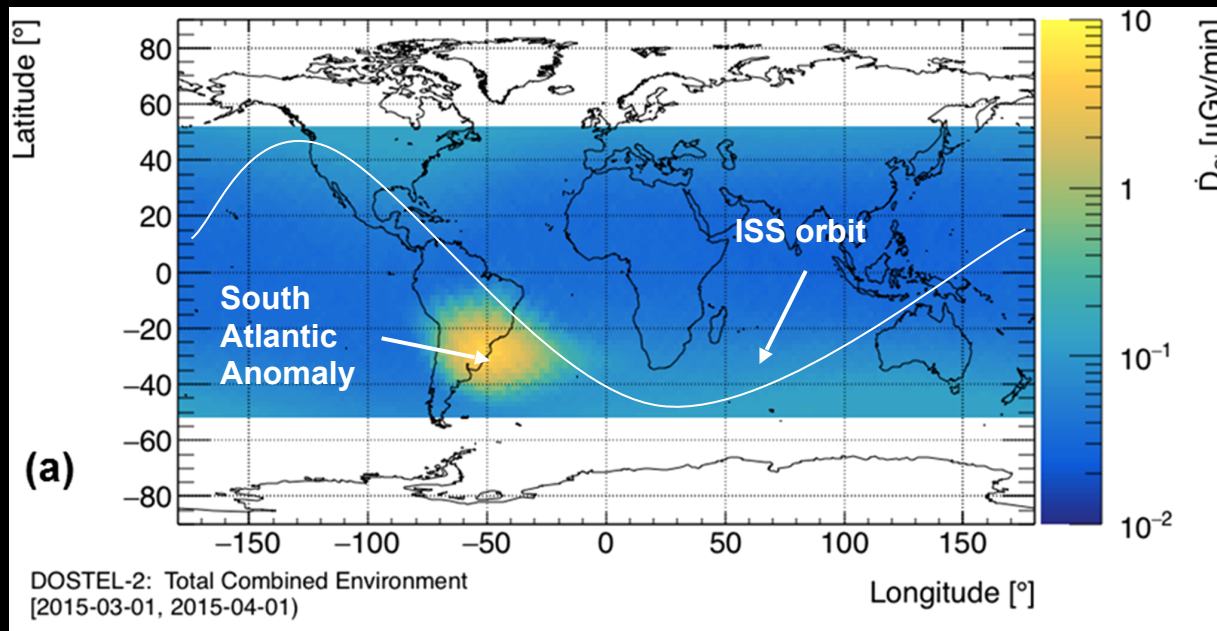 Latitude [°]
80
60
40
20
0
−20
−40
−60
−80
−150 −100 −50 0 50 100 150
Longitude [°]
10
1
10⁻¹
10⁻²
[µGy/min]
South
Atlantic
Anomaly
ISS orbit
(a)
DOSTEL-2: Total Combined Environment
[2015-03-01, 2015-04-01)